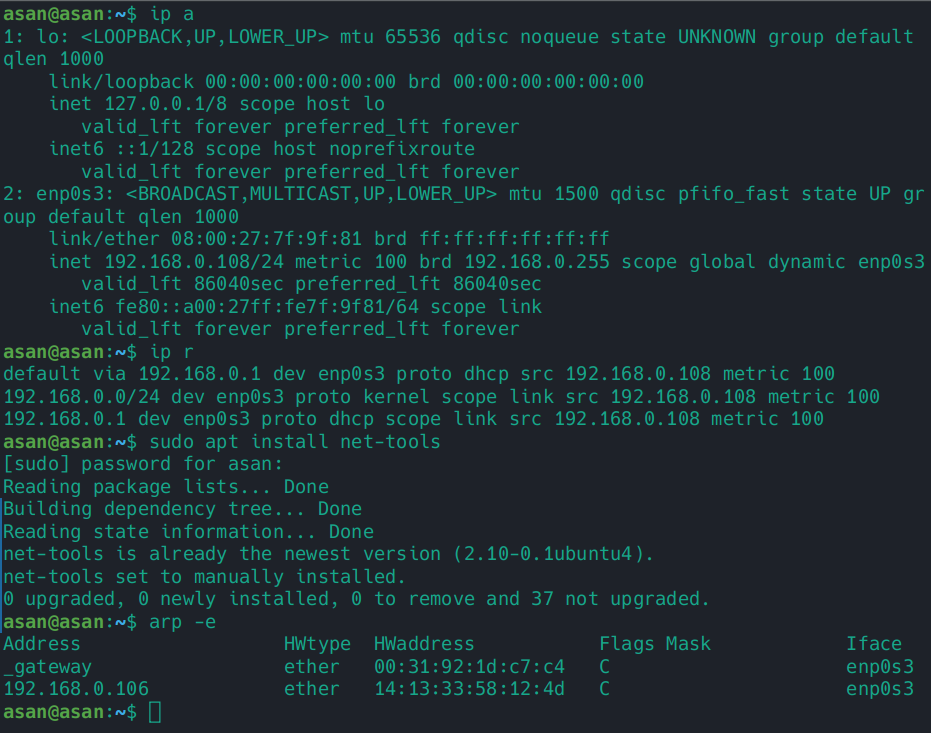 asan@asan:~$ ip a
1: lo: <LOOPBACK,UP,LOWER_UP> mtu 65536 qdisc noqueue state UNKNOWN group default
qlen 1000
    link/loopback 00:00:00:00:00:00 brd 00:00:00:00:00:00
    inet 127.0.0.1/8 scope host lo
       valid_lft forever preferred_lft forever
    inet6 ::1/128 scope host noprefixroute
       valid_lft forever preferred_lft forever
2: enp0s3: <BROADCAST,MULTICAST,UP,LOWER_UP> mtu 1500 qdisc pfifo_fast state UP gr
oup default qlen 1000
    link/ether 08:00:27:7f:9f:81 brd ff:ff:ff:ff:ff:ff
    inet 192.168.0.108/24 metric 100 brd 192.168.0.255 scope global dynamic enp0s3
       valid_lft 86040sec preferred_lft 86040sec
    inet6 fe80::a00:27ff:fe7f:9f81/64 scope link
       valid_lft forever preferred_lft forever
asan@asan:~$ ip r
default via 192.168.0.1 dev enp0s3 proto dhcp src 192.168.0.108 metric 100
192.168.0.0/24 dev enp0s3 proto kernel scope link src 192.168.0.108 metric 100
192.168.0.1 dev enp0s3 proto dhcp scope link src 192.168.0.108 metric 100
asan@asan:~$ sudo apt install net-tools
[sudo] password for asan:
Reading package lists... Done
Building dependency tree... Done
Reading state information... Done
net-tools is already the newest version (2.10-0.1ubuntu4).
net-tools set to manually installed.
0 upgraded, 0 newly installed, 0 to remove and 37 not upgraded.
asan@asan:~$ arp -e
Address                  HWtype  HWaddress           Flags Mask            Iface
_gateway                 ether   00:31:92:1d:c7:c4   C                     enp0s3
192.168.0.106            ether   14:13:33:58:12:4d   C                     enp0s3
asan@asan:~$